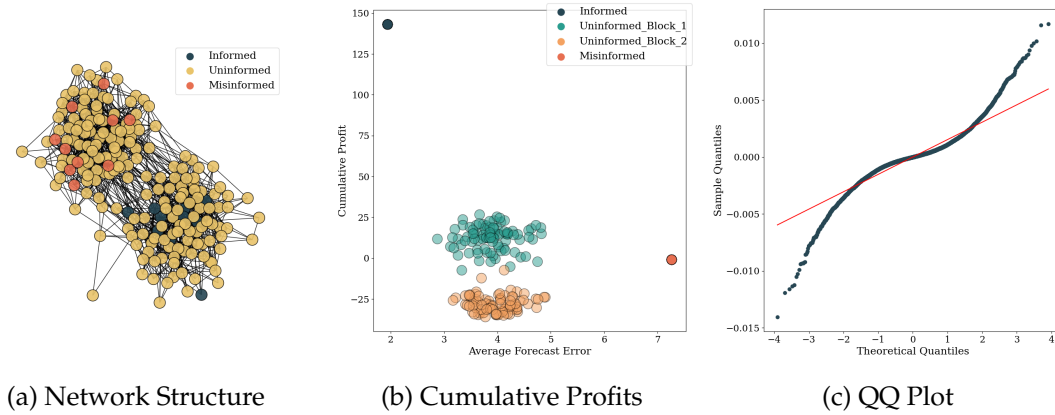 Informed
Uninformed
Misinformed
(a) Network Structure
150
125
100
75
50
25
0
−25
Cumulative Profit
Informed
Uninformed_Block_1
Uninformed_Block_2
Misinformed
2
3
4
5
6
7
Average Forecast Error
(b) Cumulative Profits
0.010
0.005
0.000
−0.005
−0.010
−0.015
Sample Quantiles
−4
−3
−2
−1
0
1
2
3
4
Theoretical Quantiles
(c) QQ Plot